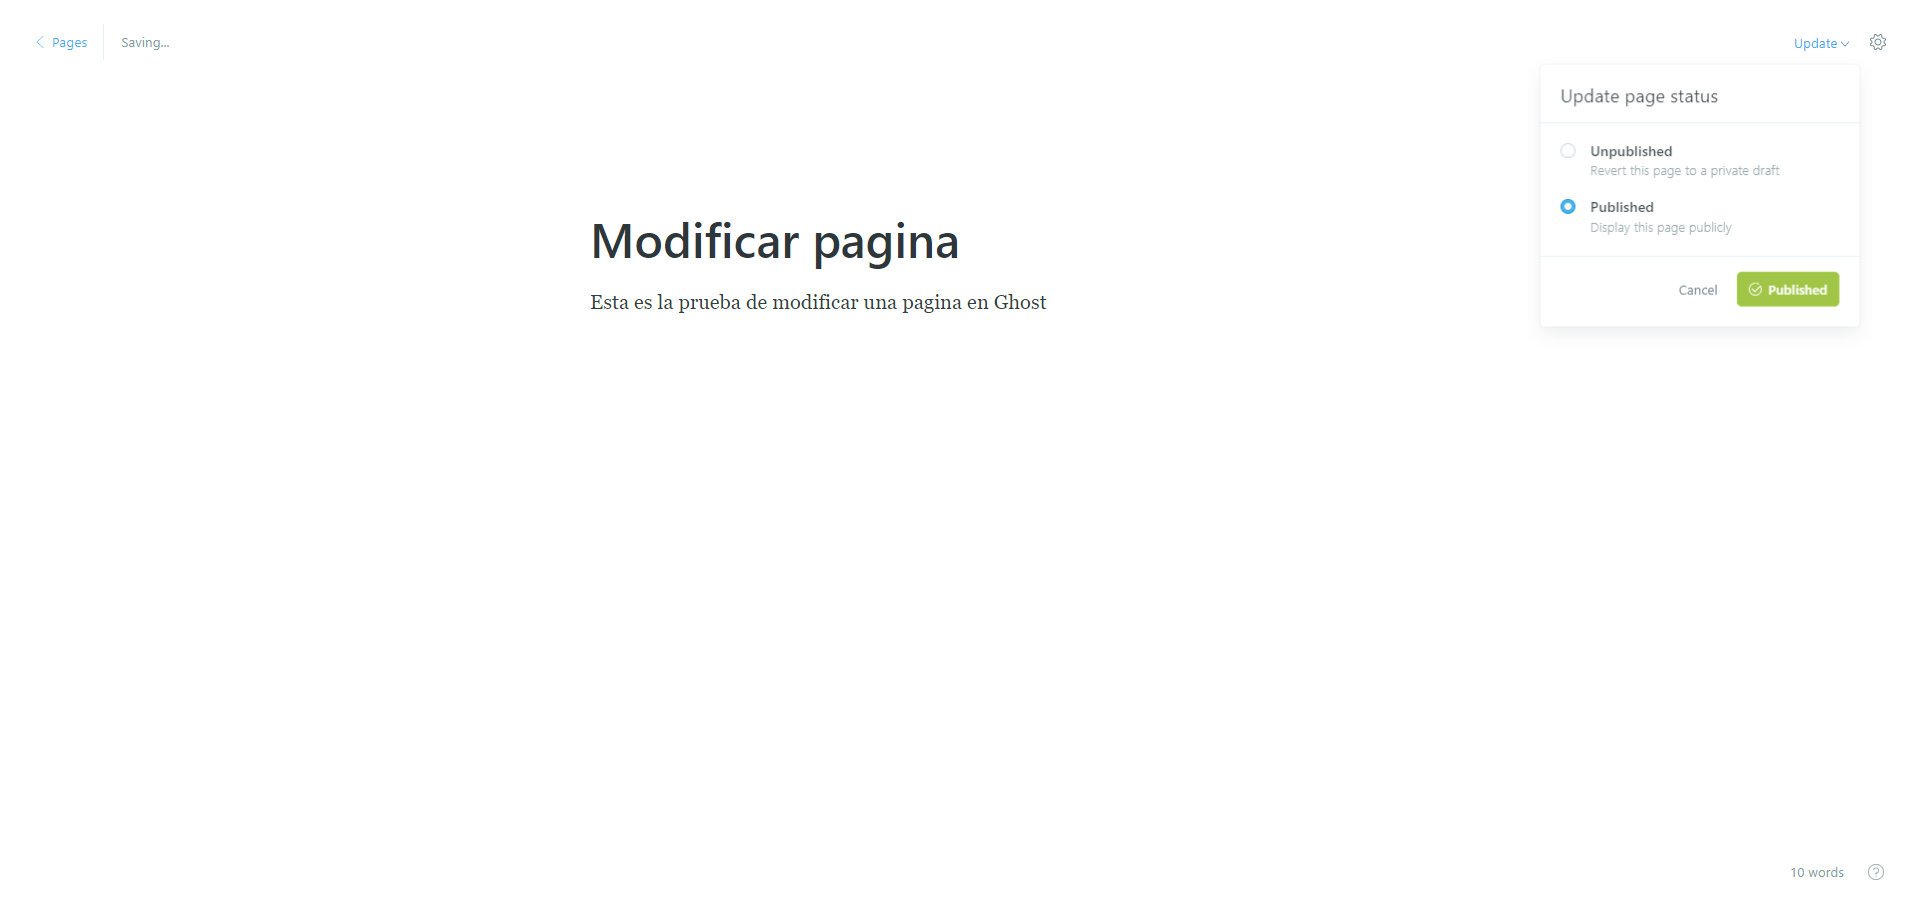 Pages
Saving...
Update
Update page status
Unpublished
Revert this page to a private draft
Published
Display this page publicly
Cancel
Published
Modificar pagina
Esta es la prueba de modificar una pagina en Ghost
10 words
?